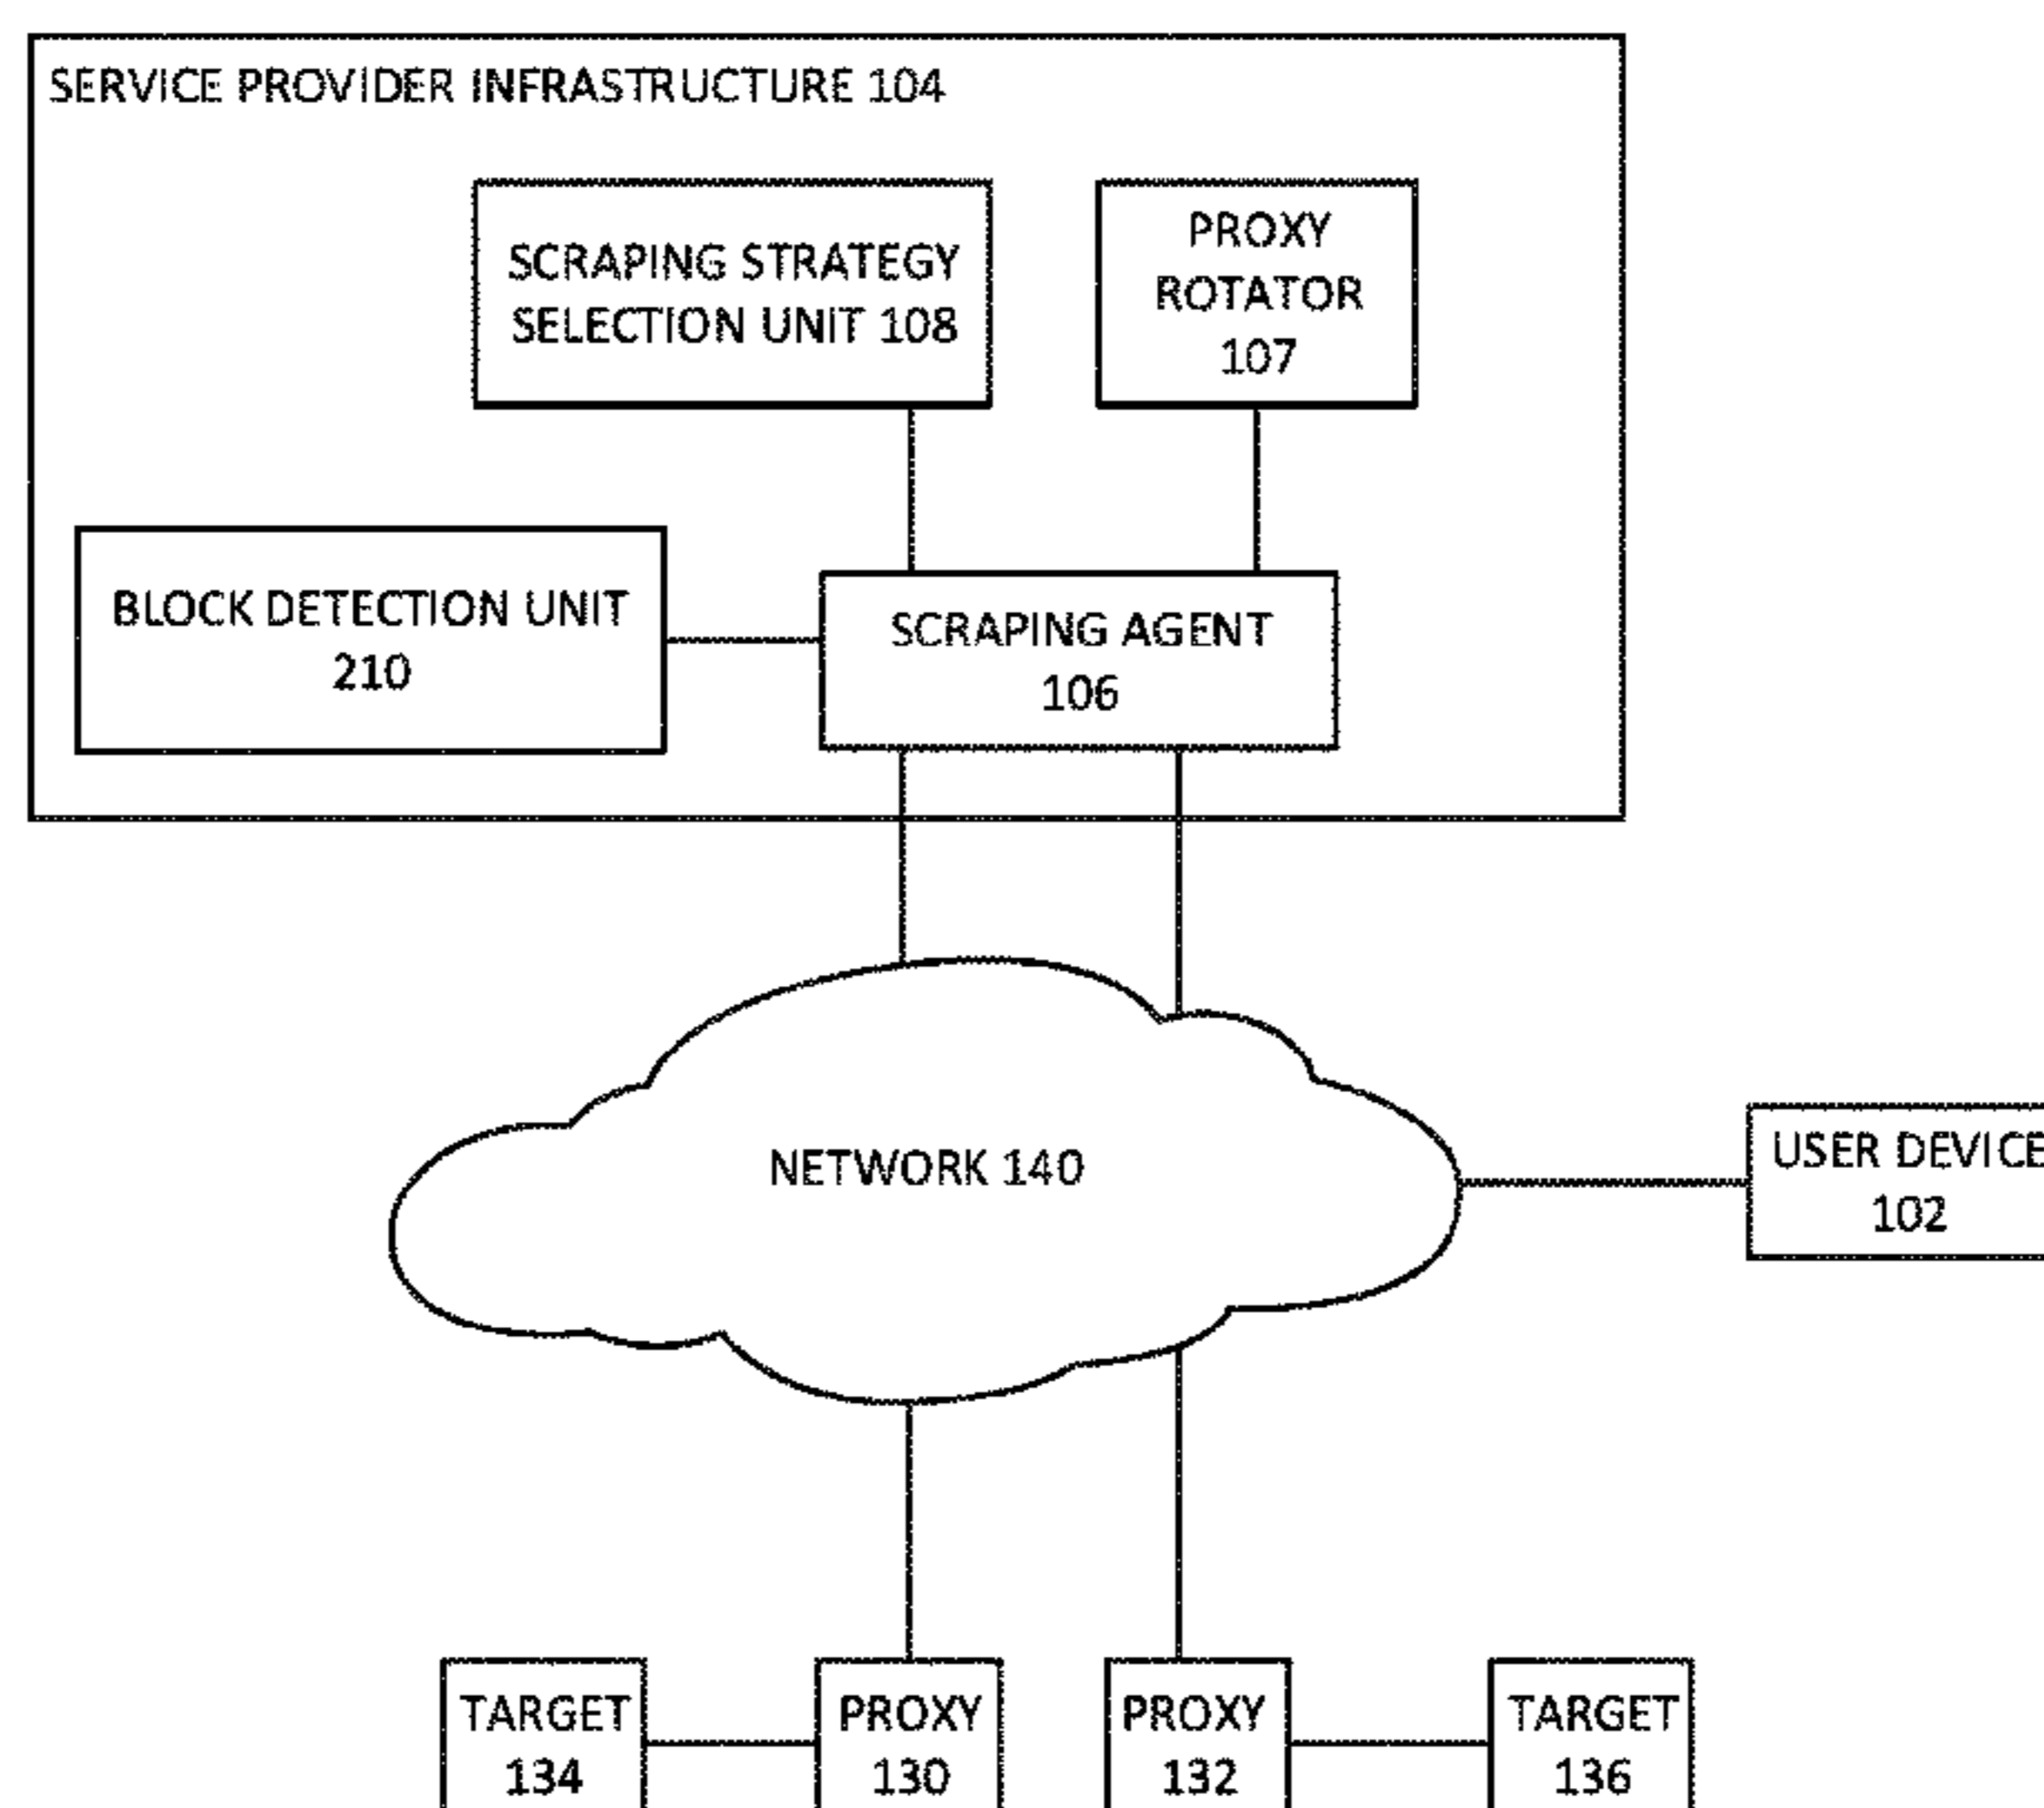 SERVICE PROVIDER INFRASTRUCTURE 104
SCRAPING STRATEGY
SELECTION UNIT 108
PROXY
ROTATOR
107
BLOCK DETECTION UNIT
210
SCRAPING AGENT
106
NETWORK 140
USER DEVICE
102
TARGET
134
PROXY
130
PROXY
132
TARGET
136